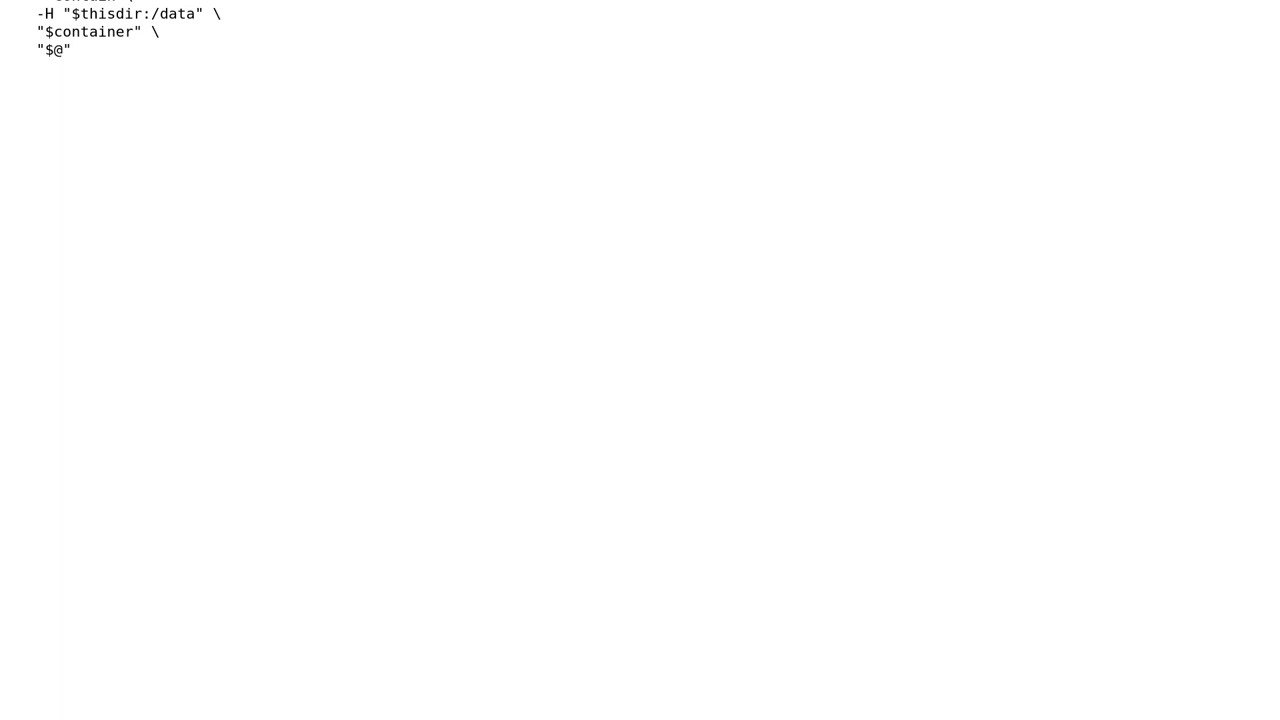 -H "$thisdir:/data" \
"$container" \
"$@"